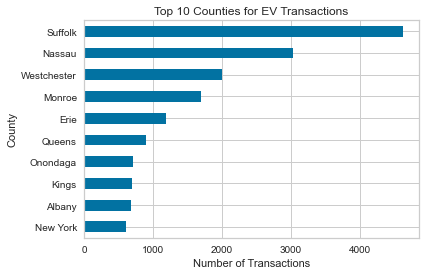 Top 10 Counties for EV Transactions
County
Suffolk
Nassau
Westchester
Monroe
Erie
Queens
Onondaga
Kings
Albany
New York
0 1000 2000 3000 4000
Number of Transactions